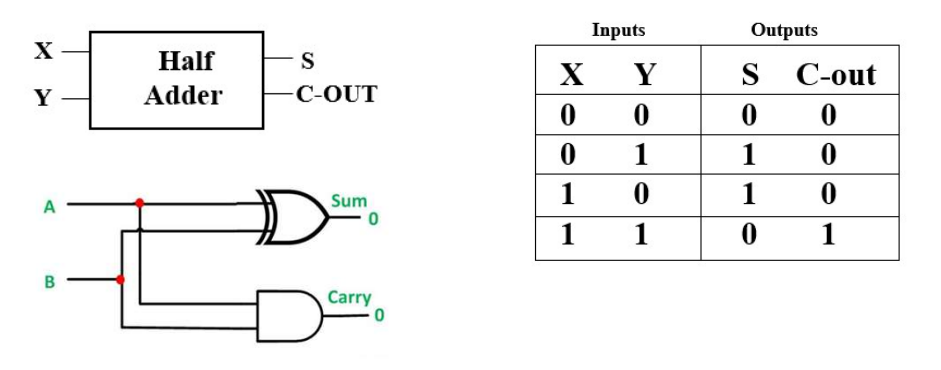 X
Half
S
Y
Adder
C-OUT
A
Sum
0
B
Carry
0
Inputs Outputs
X Y S C-out
0 0 0 0
0 1 1 0
1 0 1 0
1 1 0 1